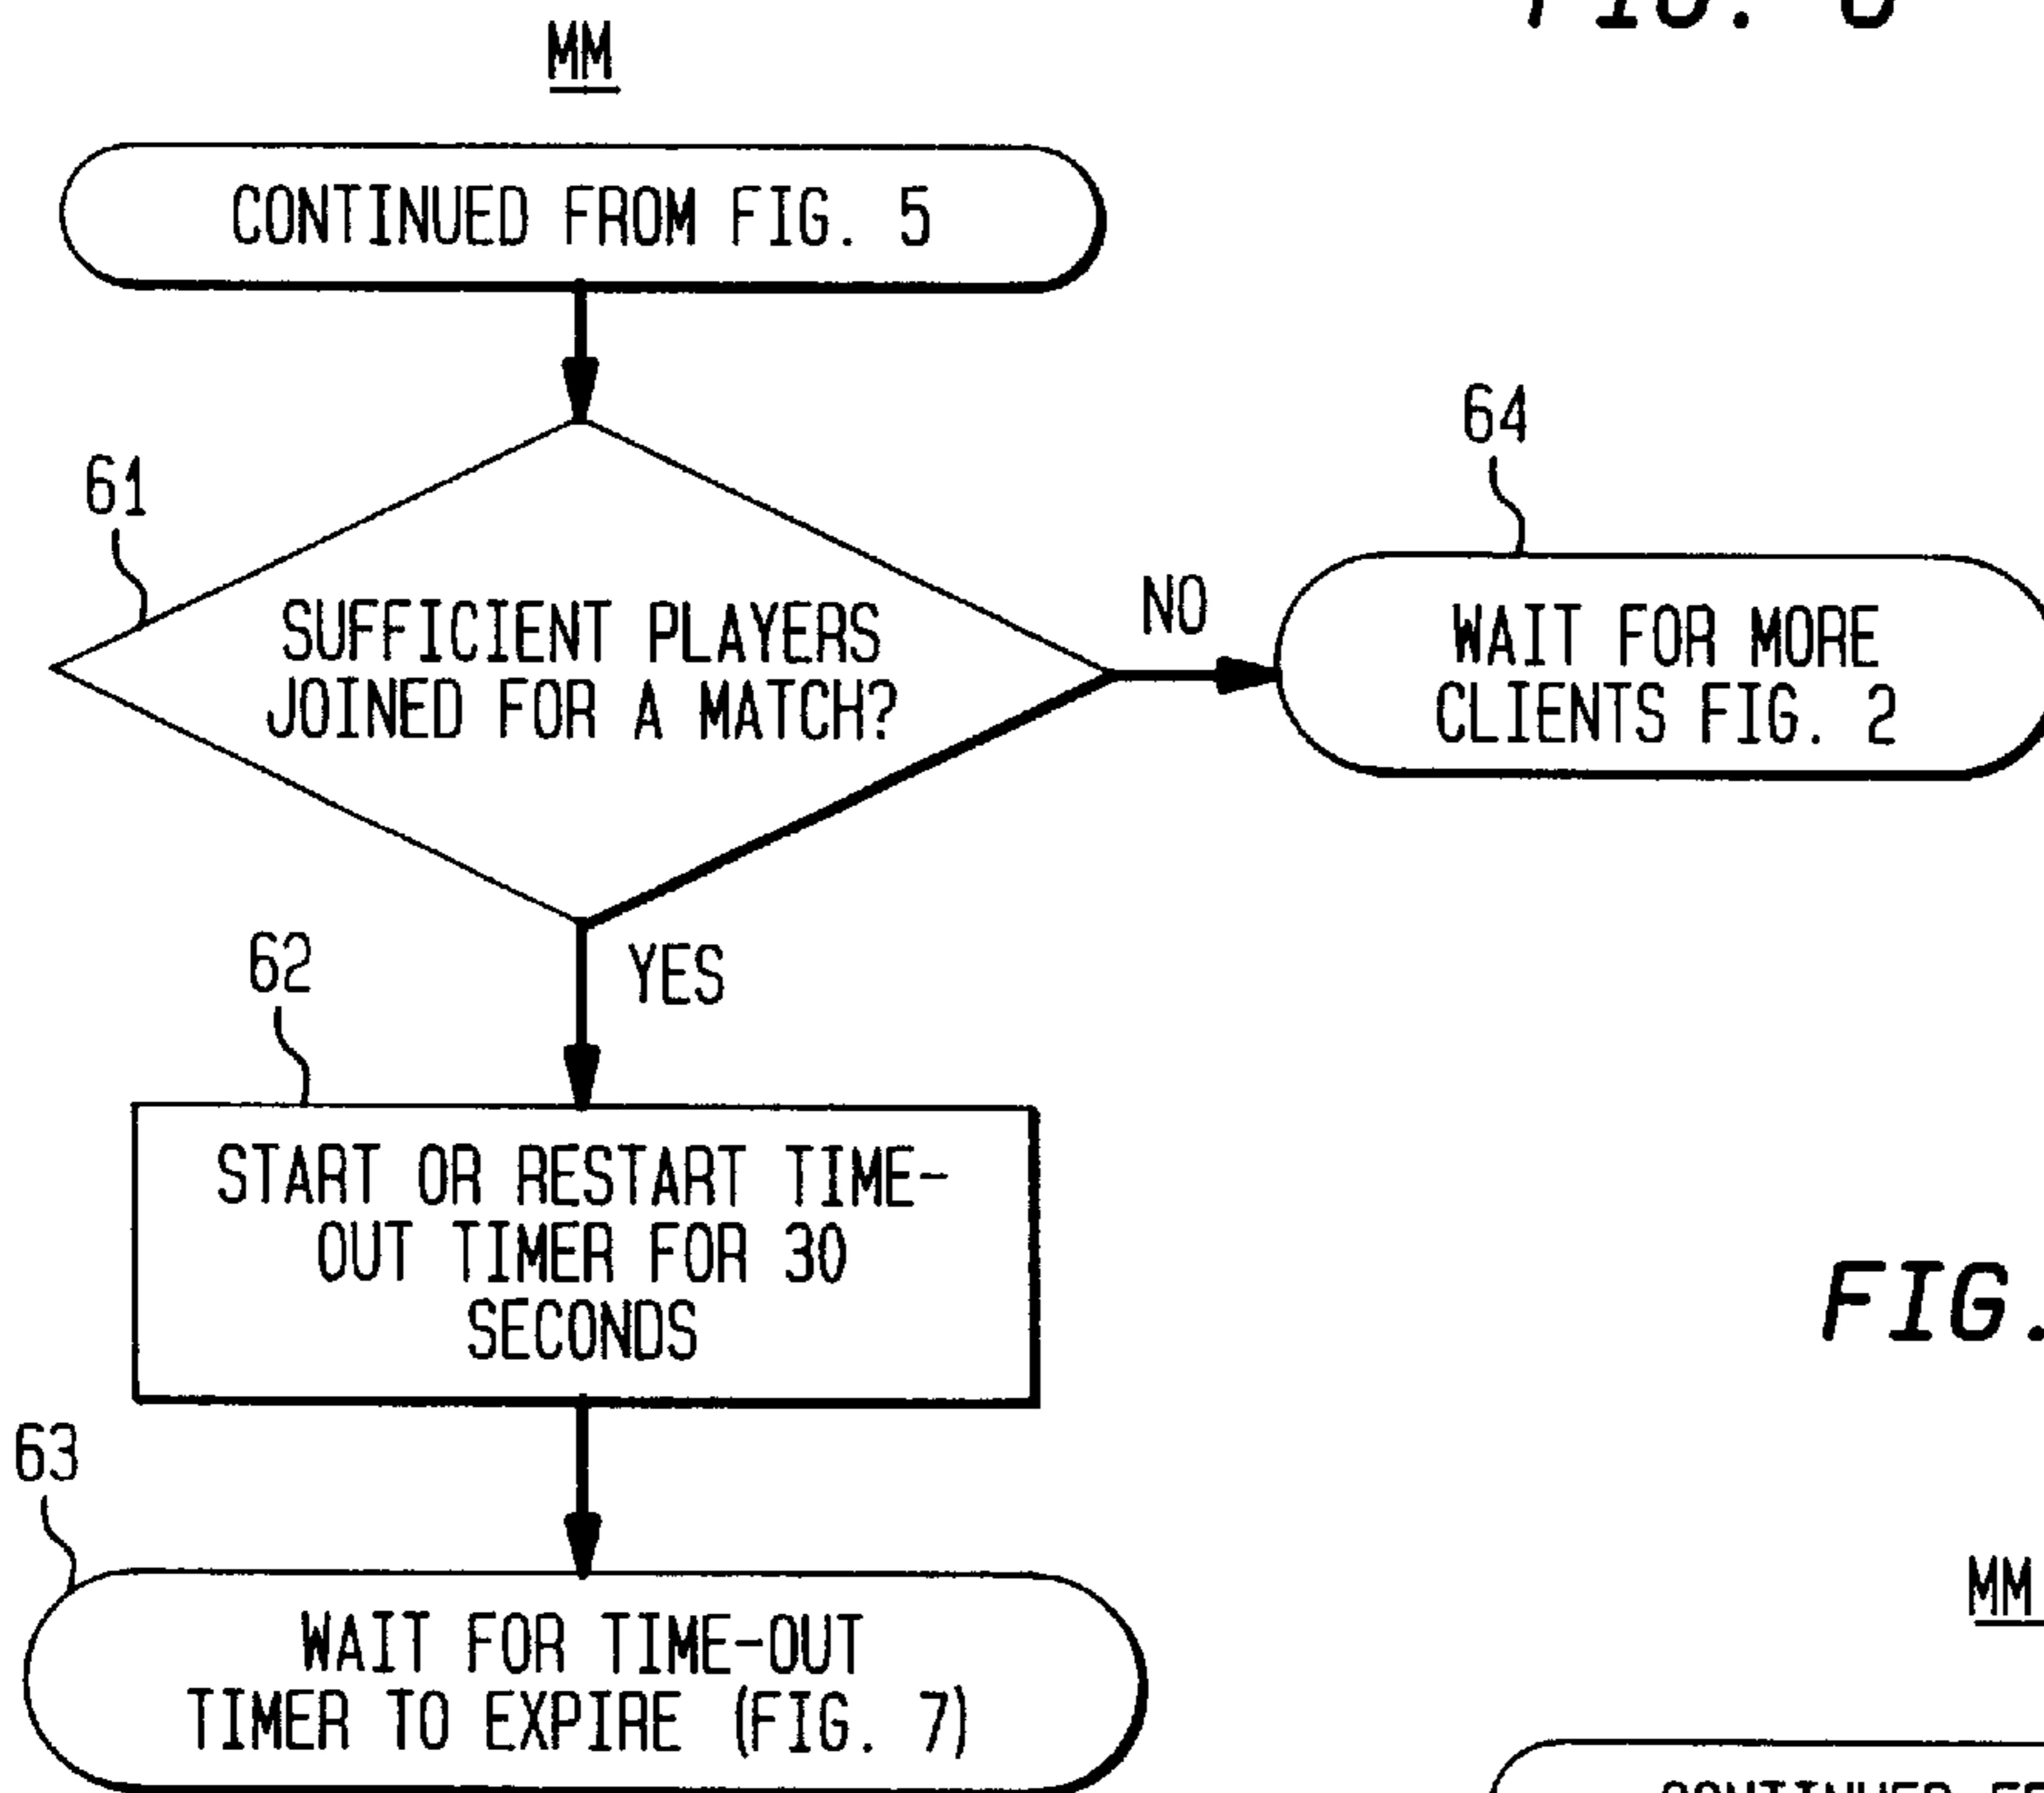 MM
CONTINUED FROM FIG. 5
61
SUFFICIENT PLAYERS
JOINED FOR A MATCH?
NO
64
WAIT FOR MORE
CLIENTS FIG. 2
YES
62
START OR RESTART TIME-
OUT TIMER FOR 30
SECONDS
FIG.
63
WAIT FOR TIME-OUT
TIMER TO EXPIRE (FIG. 7)
MM